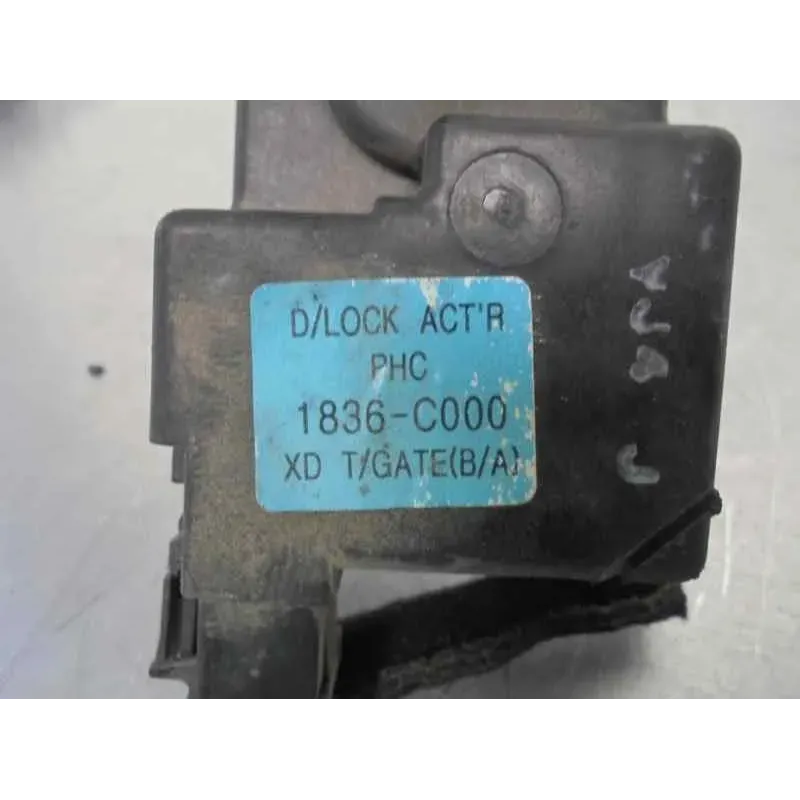 D/LOCK ACT'R
PHC
1836-C000
XD T/GATE(B/A)